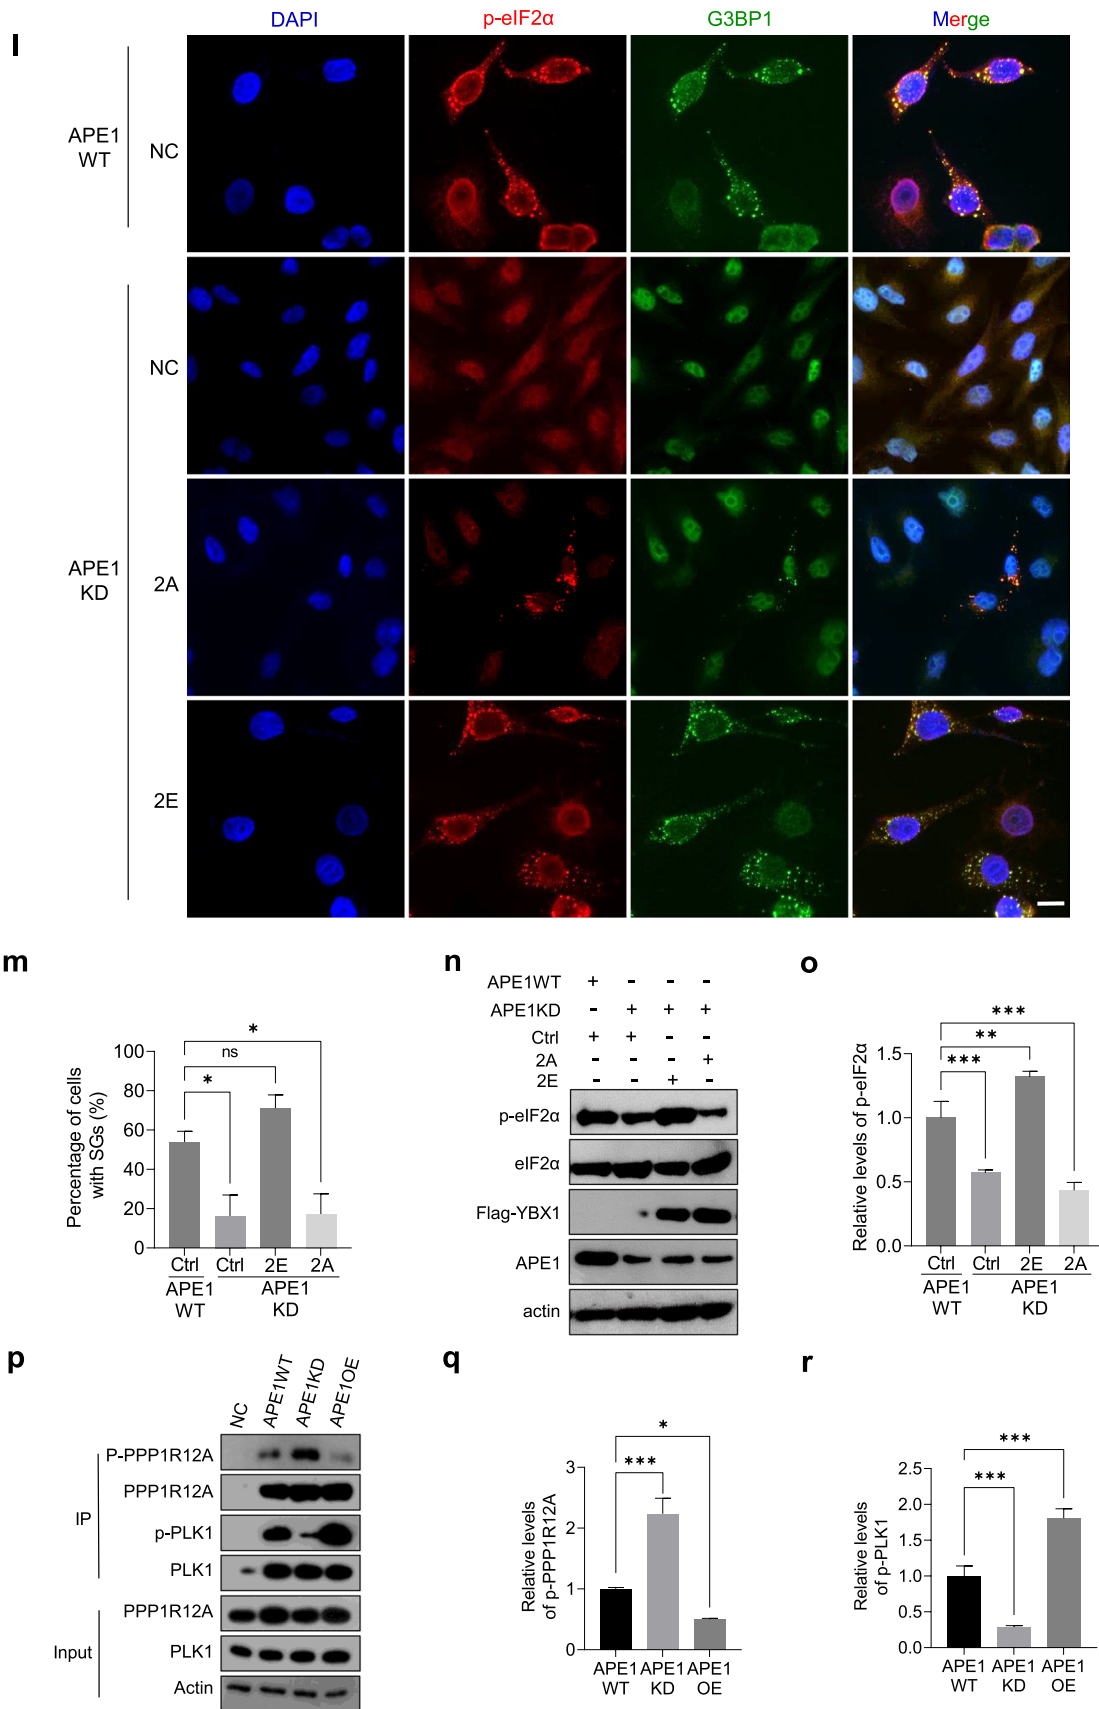 l
DAPI p-eIF2α G3BP1 Merge
APE1
WT
NC
NC
APE1
KD
2A
2E
m
Percentage of cells
with SGs (%)
100
80
60
40
20
0
* ns *
Ctrl Ctrl 2E 2A
APE1
WT
APE1
KD
n
APE1WT + - - -
APE1KD - + + +
Ctrl + + - -
2A - - - +
2E - - + -
p-eIF2α
eIF2α
Flag-YBX1
APE1
actin
o
Relative levels of p-eIF2α
1.5
1.0
0.5
0.0
***
**
***
Ctrl Ctrl 2E 2A
APE1
WT
APE1
KD
p
NC APE1WT APE1KD APE1OE
IP
P-PPP1R12A
PPP1R12A
p-PLK1
PLK1
Input
PPP1R12A
PLK1
Actin
q
Relative levels
of p-PPP1R12A
3
2
1
0
*
***
APE1 APE1 APE1
WT KD OE
r
Relative levels
of p-PLK1
2.5
2.0
1.5
1.0
0.5
0.0
***
***
APE1 APE1 APE1
WT KD OE